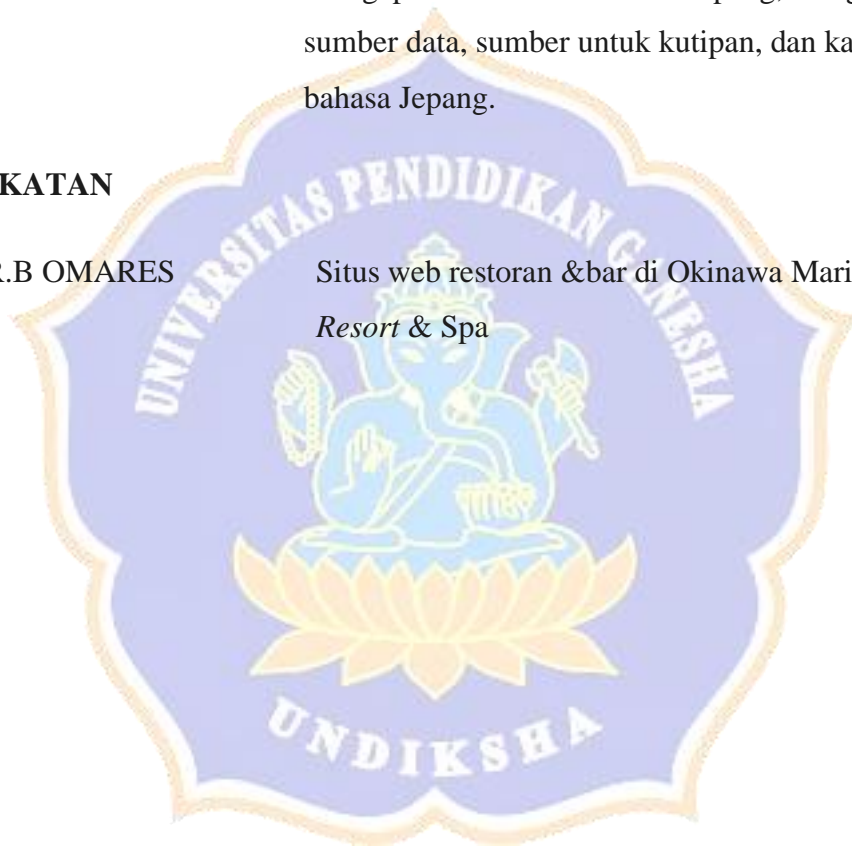 sumber data, sumber untuk kutipan, dan ka
bahasa Jepang.
KATAN
R.B OMARES
Situs web restoran &bar di Okinawa Mari
Resort & Spa
UNIVERSITAS PENDIDIKAN GANESHA
UNDIKSHA